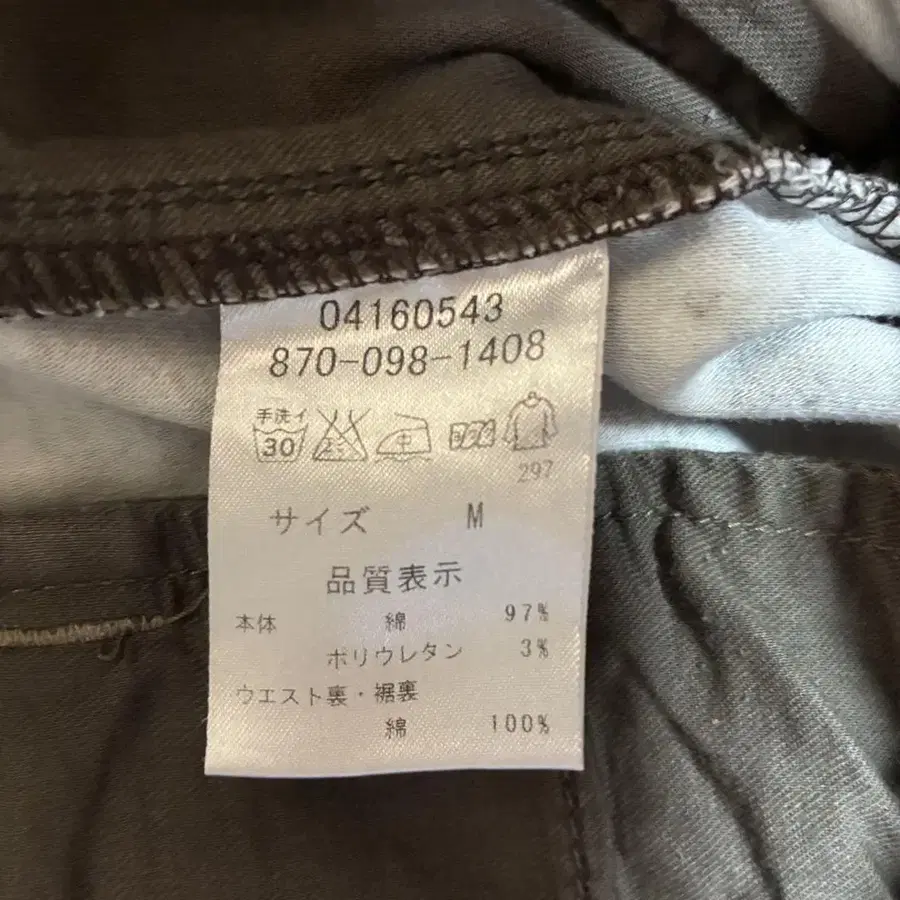 04160543
870-098-1408
手洗イ
30 中
297
サイズ M
品質表示
本体 綿 97%
ポリウレタン 3%
ウエスト裏・裾裏
綿 100%